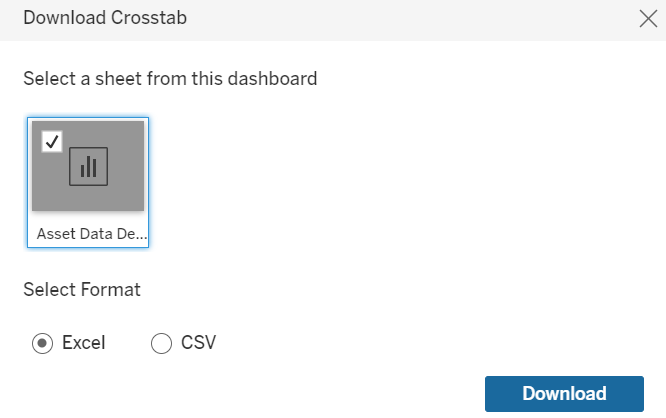 Download Crosstab
Select a sheet from this dashboard
Asset Data De...
Select Format
Excel
CSV
Download